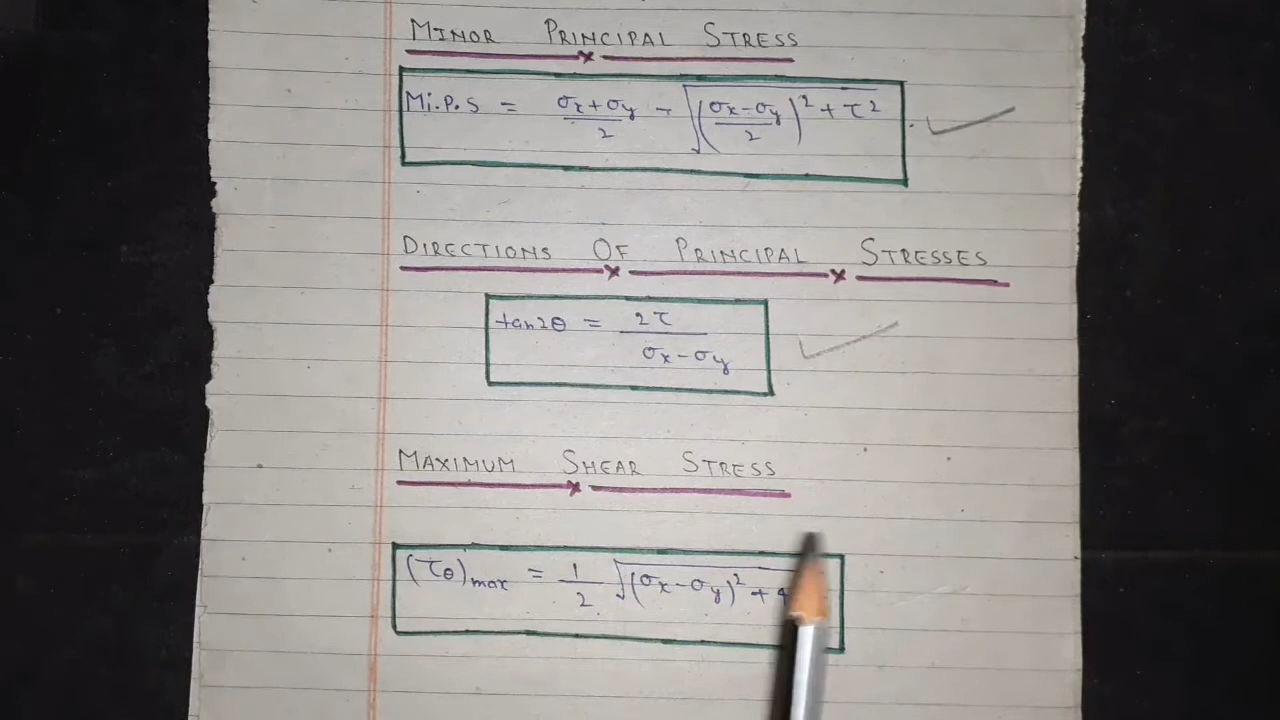 MINOR PRINCIPAL STRESS
Mi.P.S = σx+σy/2 - √((σx-σy/2)² + τ²)
DIRECTIONS OF PRINCIPAL STRESSES
tan2θ = 2τ/σx-σy
MAXIMUM SHEAR STRESS
(τθ)max = 1/2 √(σx-σy)² +